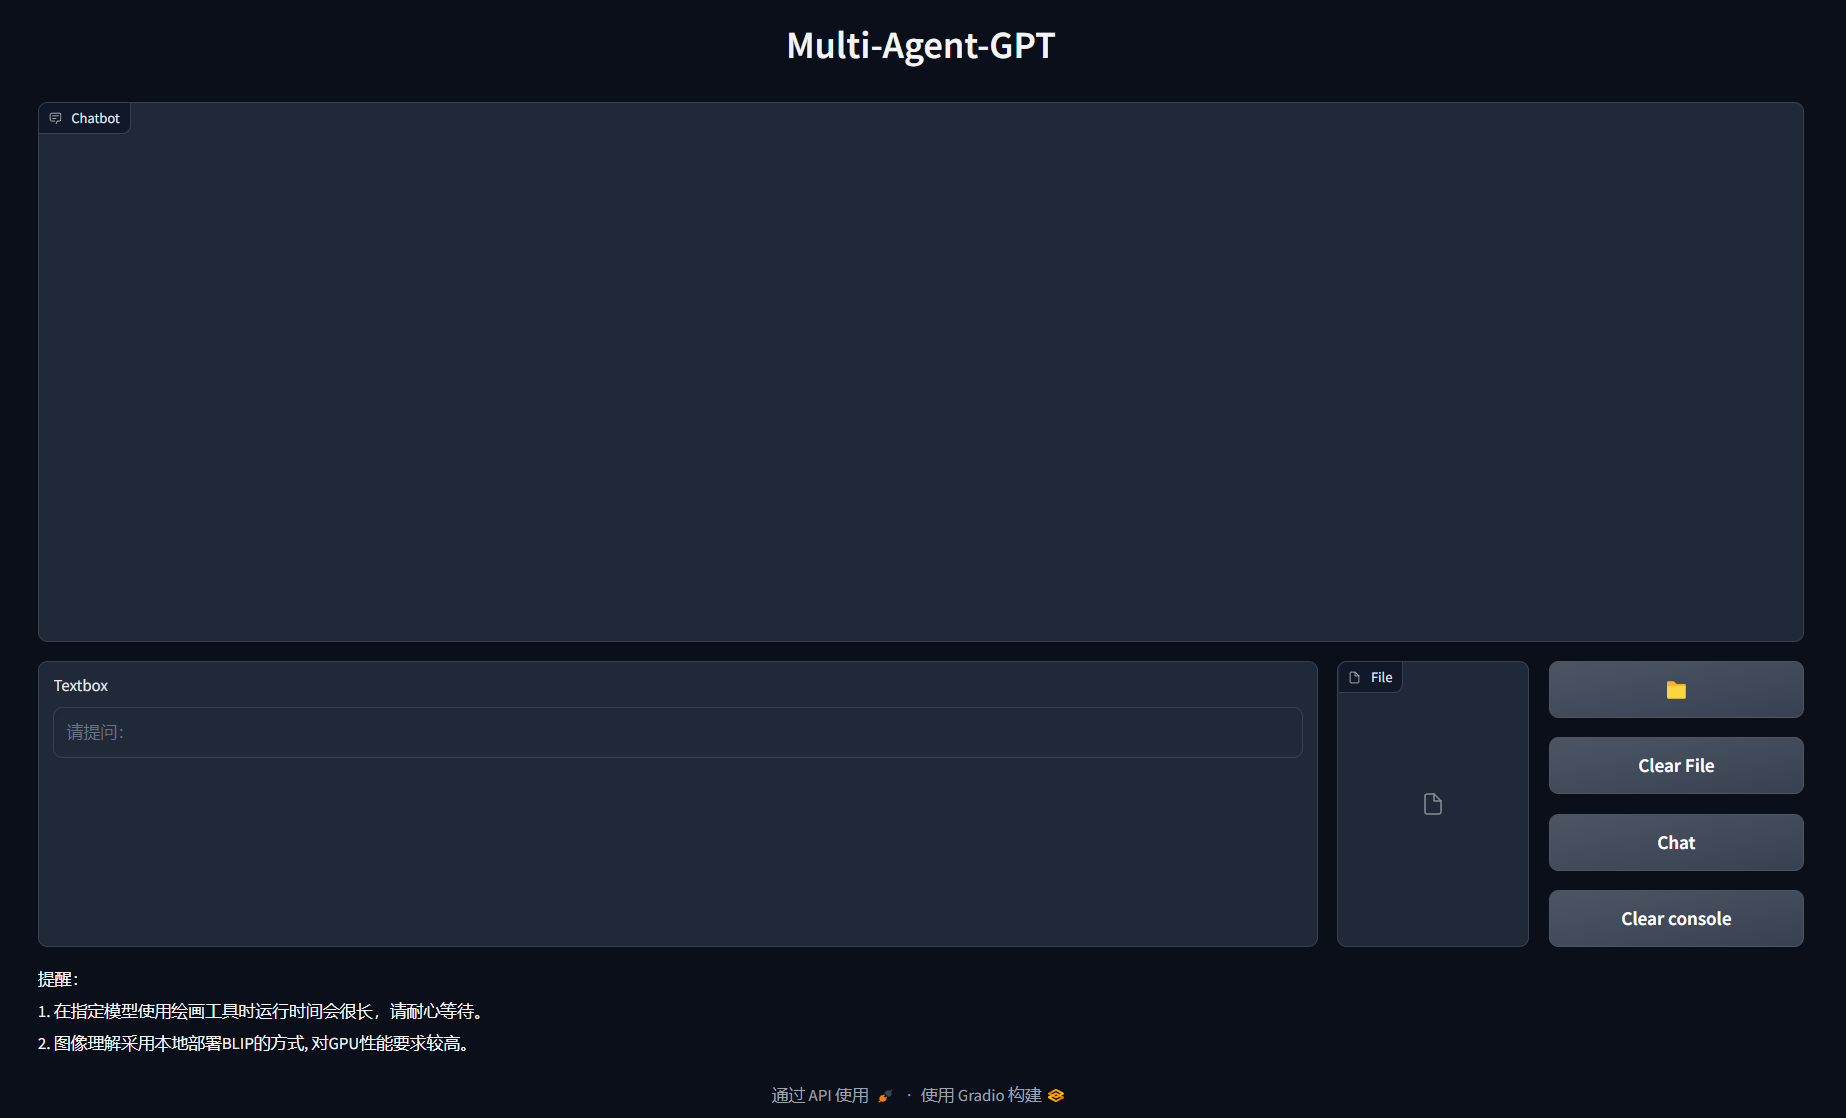 Multi-Agent-GPT
Chatbot
Textbox
请提问：
File
Clear File
Chat
Clear console
提醒：
1. 在指定模型使用绘画工具时运行时间会很长，请耐心等待。
2. 图像理解采用本地部署BLIP的方式, 对GPU性能要求较高。
通过 API 使用 · 使用 Gradio 构建